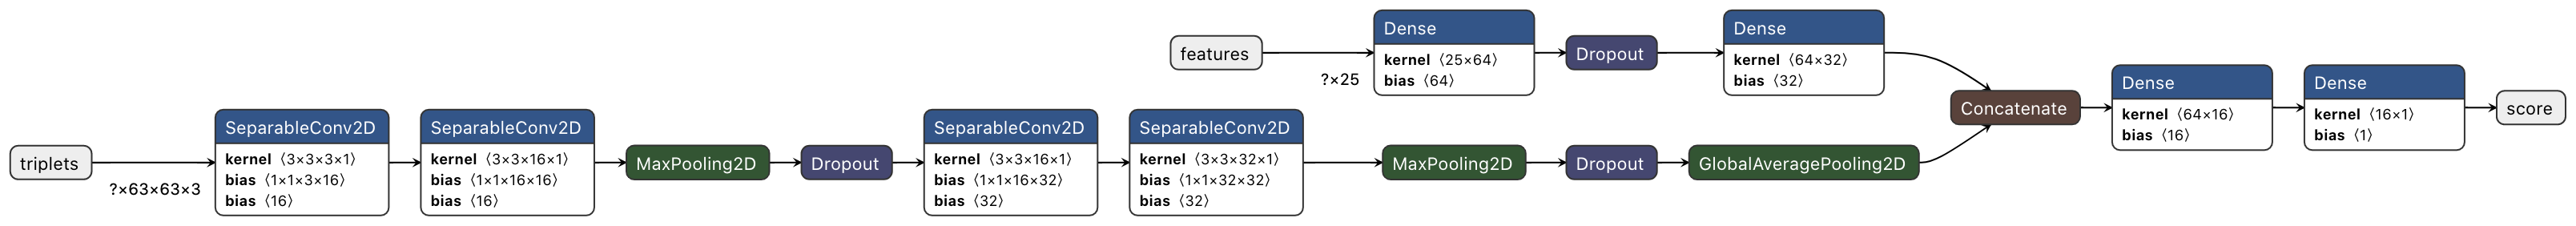 features
?×25
Dense
kernel ⟨25×64⟩
bias ⟨64⟩
Dropout
Dense
kernel ⟨64×32⟩
bias ⟨32⟩
triplets
?×63×63×3
SeparableConv2D
kernel ⟨3×3×3×1⟩
bias ⟨1×1×3×16⟩
bias ⟨16⟩
SeparableConv2D
kernel ⟨3×3×16×1⟩
bias ⟨1×1×16×16⟩
bias ⟨16⟩
MaxPooling2D
Dropout
SeparableConv2D
kernel ⟨3×3×16×1⟩
bias ⟨1×1×16×32⟩
bias ⟨32⟩
SeparableConv2D
kernel ⟨3×3×32×1⟩
bias ⟨1×1×32×32⟩
bias ⟨32⟩
MaxPooling2D
Dropout
GlobalAveragePooling2D
Concatenate
Dense
kernel ⟨64×16⟩
bias ⟨16⟩
Dense
kernel ⟨16×1⟩
bias ⟨1⟩
score